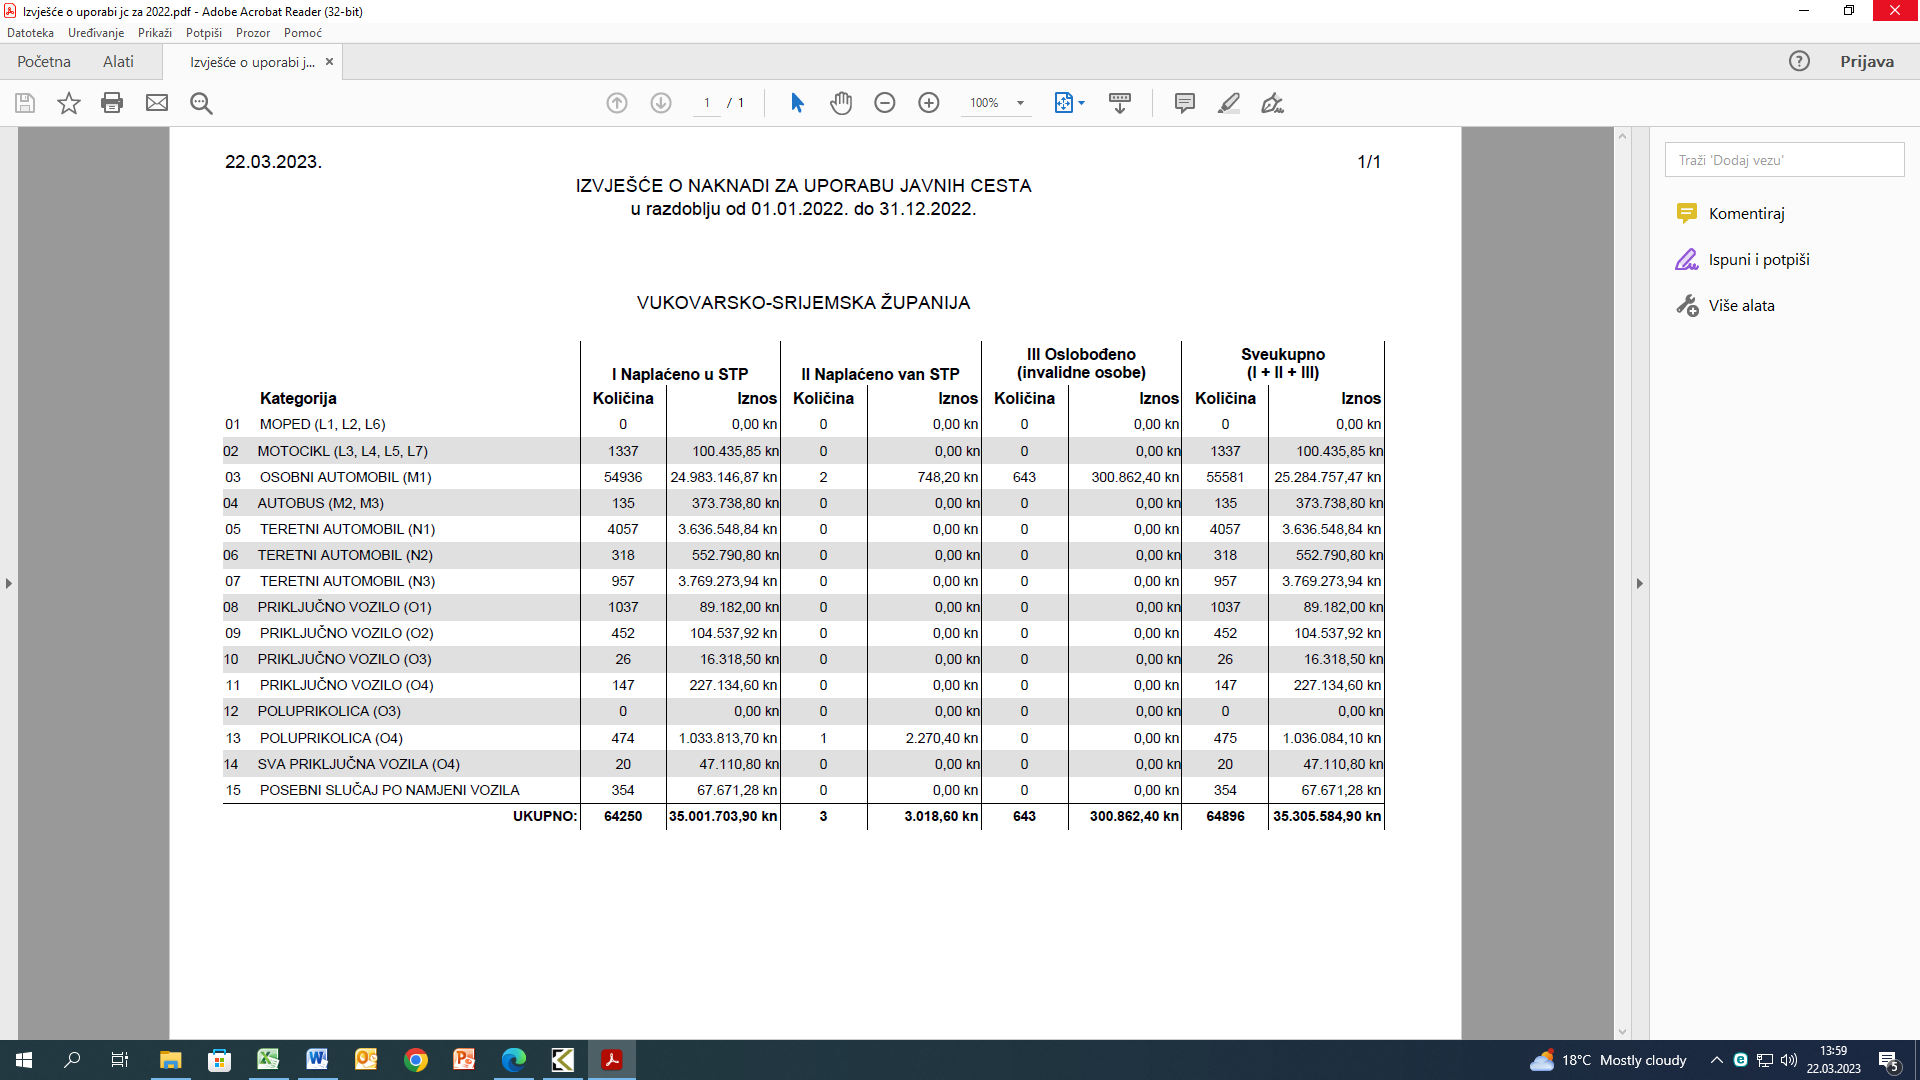 Izvješće o uporabi jc za 2022.pdf - Adobe Acrobat Reader (32-bit)
Datoteka Uređivanje Prikaži Potpiši Prozor Pomoć
Početna Alati Izvješće o uporabi j... × ? Prijava
1 / 1 100%
Traži 'Dodaj vezu'
Komentiraj
Ispuni i potpiši
Više alata
22.03.2023. 1/1
IZVJEŠĆE O NAKNADI ZA UPORABU JAVNIH CESTA
u razdoblju od 01.01.2022. do 31.12.2022.
VUKOVARSKO-SRIJEMSKA ŽUPANIJA
I Naplaćeno u STP II Naplaćeno van STP III Oslobođeno (invalidne osobe) Sveukupno (I + II + III)
Kategorija Količina Iznos Količina Iznos Količina Iznos Količina Iznos
01 MOPED (L1, L2, L6) 0 0,00 kn 0 0,00 kn 0 0,00 kn 0 0,00 kn
02 MOTOCIKL (L3, L4, L5, L7) 1337 100.435,85 kn 0 0,00 kn 0 0,00 kn 1337 100.435,85 kn
03 OSOBNI AUTOMOBIL (M1) 54936 24.983.146,87 kn 2 748,20 kn 643 300.862,40 kn 55581 25.284.757,47 kn
04 AUTOBUS (M2, M3) 135 373.738,80 kn 0 0,00 kn 0 0,00 kn 135 373.738,80 kn
05 TERETNI AUTOMOBIL (N1) 4057 3.636.548,84 kn 0 0,00 kn 0 0,00 kn 4057 3.636.548,84 kn
06 TERETNI AUTOMOBIL (N2) 318 552.790,80 kn 0 0,00 kn 0 0,00 kn 318 552.790,80 kn
07 TERETNI AUTOMOBIL (N3) 957 3.769.273,94 kn 0 0,00 kn 0 0,00 kn 957 3.769.273,94 kn
08 PRIKLJUČNO VOZILO (O1) 1037 89.182,00 kn 0 0,00 kn 0 0,00 kn 1037 89.182,00 kn
09 PRIKLJUČNO VOZILO (O2) 452 104.537,92 kn 0 0,00 kn 0 0,00 kn 452 104.537,92 kn
10 PRIKLJUČNO VOZILO (O3) 26 16.318,50 kn 0 0,00 kn 0 0,00 kn 26 16.318,50 kn
11 PRIKLJUČNO VOZILO (O4) 147 227.134,60 kn 0 0,00 kn 0 0,00 kn 147 227.134,60 kn
12 POLUPRIKOLICA (O3) 0 0,00 kn 0 0,00 kn 0 0,00 kn 0 0,00 kn
13 POLUPRIKOLICA (O4) 474 1.033.813,70 kn 1 2.270,40 kn 0 0,00 kn 475 1.036.084,10 kn
14 SVA PRIKLJUČNA VOZILA (O4) 20 47.110,80 kn 0 0,00 kn 0 0,00 kn 20 47.110,80 kn
15 POSEBNI SLUČAJ PO NAMJENI VOZILA 354 67.671,28 kn 0 0,00 kn 0 0,00 kn 354 67.671,28 kn
UKUPNO: 64250 35.001.703,90 kn 3 3.018,60 kn 643 300.862,40 kn 64896 35.305.584,90 kn
18°C Mostly cloudy 13:59
22.03.2023 5